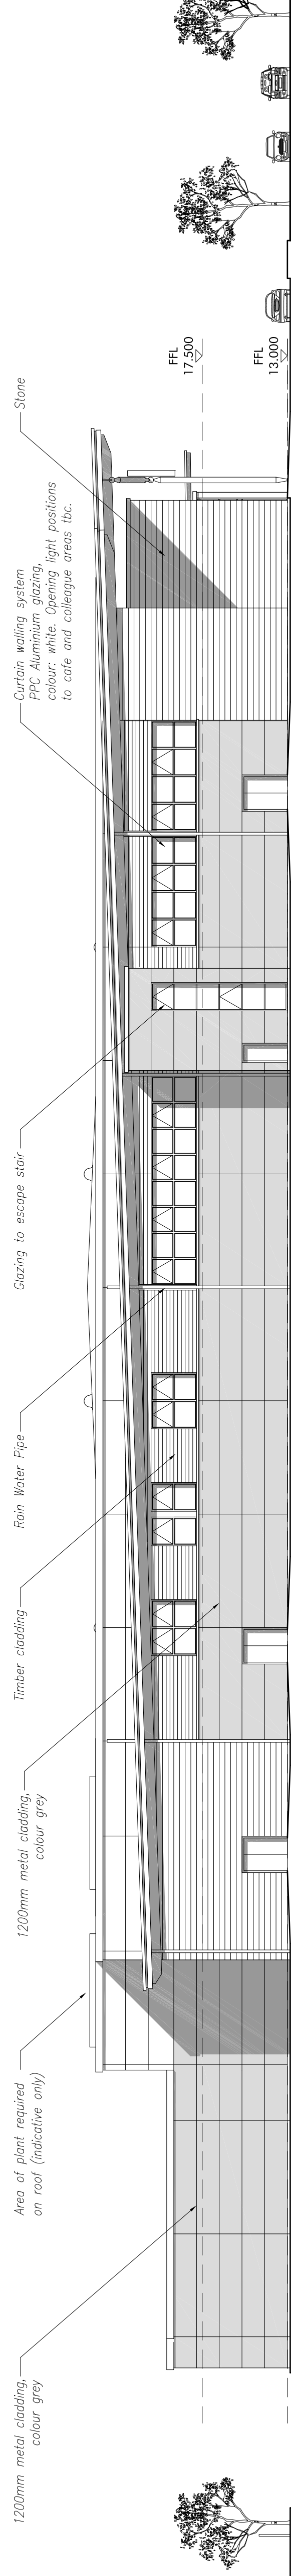 1200mm metal cladding,
colour grey
Area of plant required
on roof (indicative only)
1200mm metal cladding,
colour grey
Timber cladding
Rain Water Pipe
Glazing to escape stair
Curtain walling system
PPC Aluminium glazing,
colour: white. Opening light positions
to cafe and colleague areas tbc.
Stone
FFL
17.500
FFL
13.000